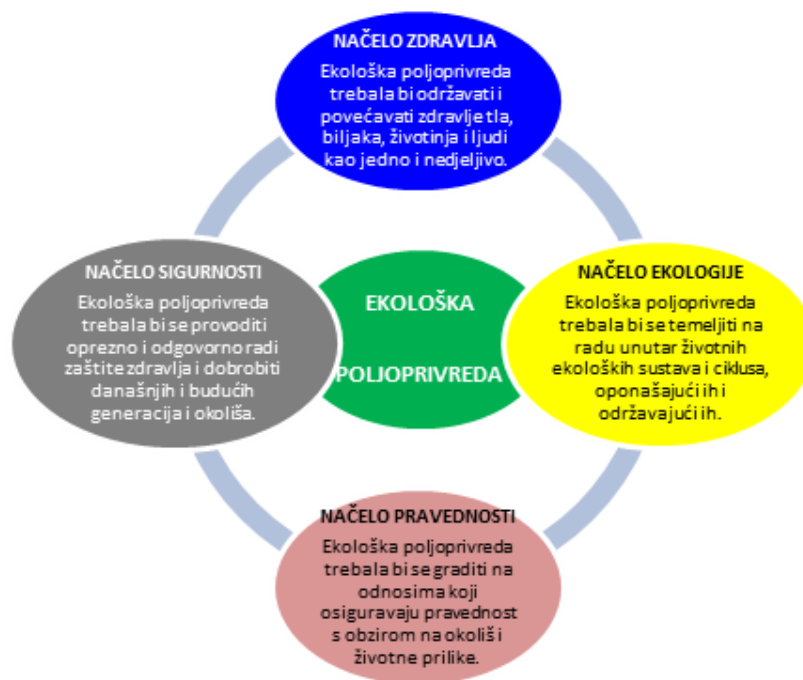 NAČELO ZDRAVLJA
Ekološka poljoprivreda
trebala bi održavati i
povećavati zdravlje tla,
biljaka, životinja i ljudi
kao jedno i nedjeljivo.
NAČELO SIGURNOSTI
Ekološka poljoprivreda
trebala bi se provoditi
oprezno i odgovorno radi
zaštite zdravlja i dobrobiti
današnjih i budućih
generacija i okoliša.
EKOLOŠKA
POLJOPRIVREDA
NAČELO EKOLOGIJE
Ekološka poljoprivreda
trebala bi se temeljiti na
radu unutar životnih
ekoloških sustava i ciklusa,
oponašajući ih i
održavajući ih.
NAČELO PRAVEDNOSTI
Ekološka poljoprivreda
trebala bi se graditi na
odnosima koji
osiguravaju pravednost
s obzirom na okoliš i
životne prilike.